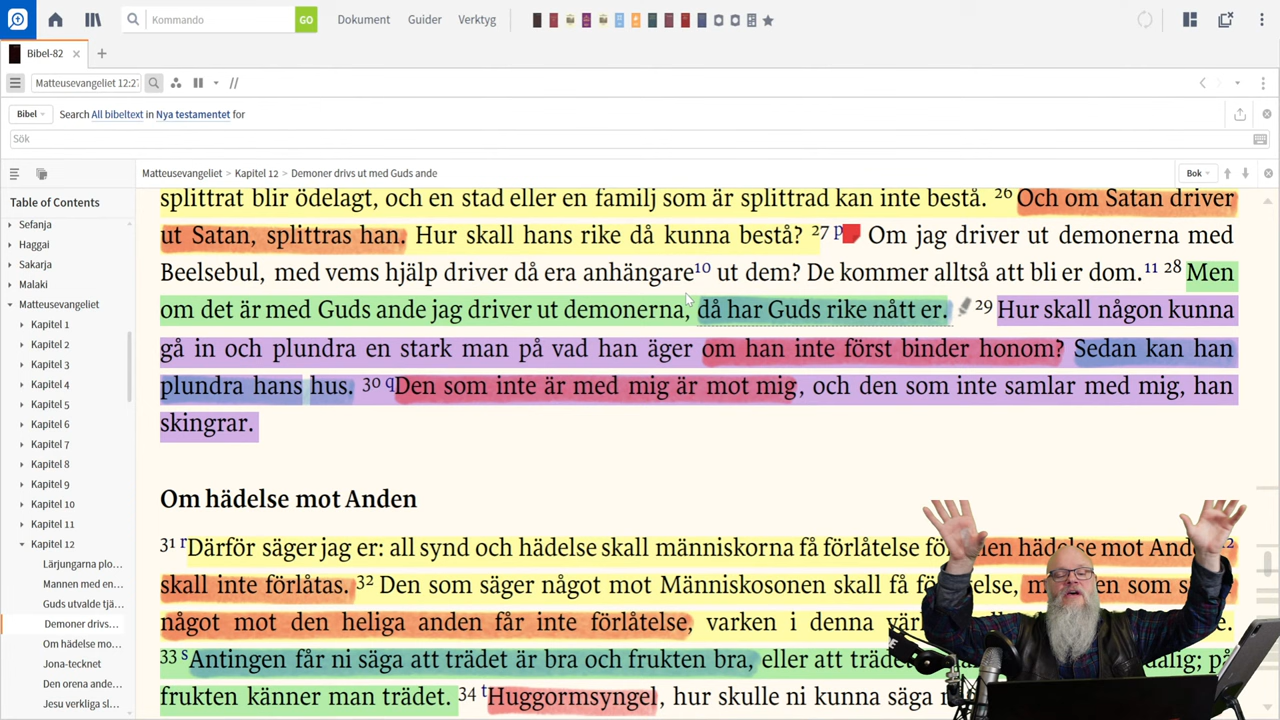 Kommando
GO
Dokument
Guider
Verktyg
Bibel-82
Matteusevangeliet 12:2
Bibel
Search All bibeltext in Nya testamentet for
Sök
Matteusevangeliet > Kapitel 12 > Demoner drivs ut med Guds ande
Bok
Table of Contents
Sefanja
Haggai
Sakarja
Malaki
Matteusevangeliet
Kapitel 1
Kapitel 2
Kapitel 3
Kapitel 4
Kapitel 5
Kapitel 6
Kapitel 7
Kapitel 8
Kapitel 9
Kapitel 10
Kapitel 11
Kapitel 12
Lärjungarna plo...
Mannen med en...
Guds utvalde tjä...
Demoner drivs...
Om hädelse mo...
Jona-tecknet
Den orena ande...
Jesu verkliga sl...
splittrat blir ödelagt, och en stad eller en familj som är splittrad kan inte bestå. 26 Och om Satan driver
ut Satan, splittras han. Hur skall hans rike då kunna bestå? 27 p Om jag driver ut demonerna med
Beelsebul, med vems hjälp driver då era anhängare10 ut dem? De kommer alltså att bli er dom.11 28 Men
om det är med Guds ande jag driver ut demonerna, då har Guds rike nått er. 29 Hur skall någon kunna
gå in och plundra en stark man på vad han äger om han inte först binder honom? Sedan kan han
plundra hans hus. 30 q Den som inte är med mig är mot mig, och den som inte samlar med mig, han
skingrar.
Om hädelse mot Anden
31 r Därför säger jag er: all synd och hädelse skall människorna få förlåtelse hädelse mot 12
skall inte förlåtas. 32 Den som säger något mot Människosonen skall få som
något mot den heliga anden får inte förlåtelse, varken i denna
33 s Antingen får ni säga att trädet är bra och frukten bra, eller att på
frukten känner man trädet. 34 t Huggormsyngel, hur skulle ni kunna säga